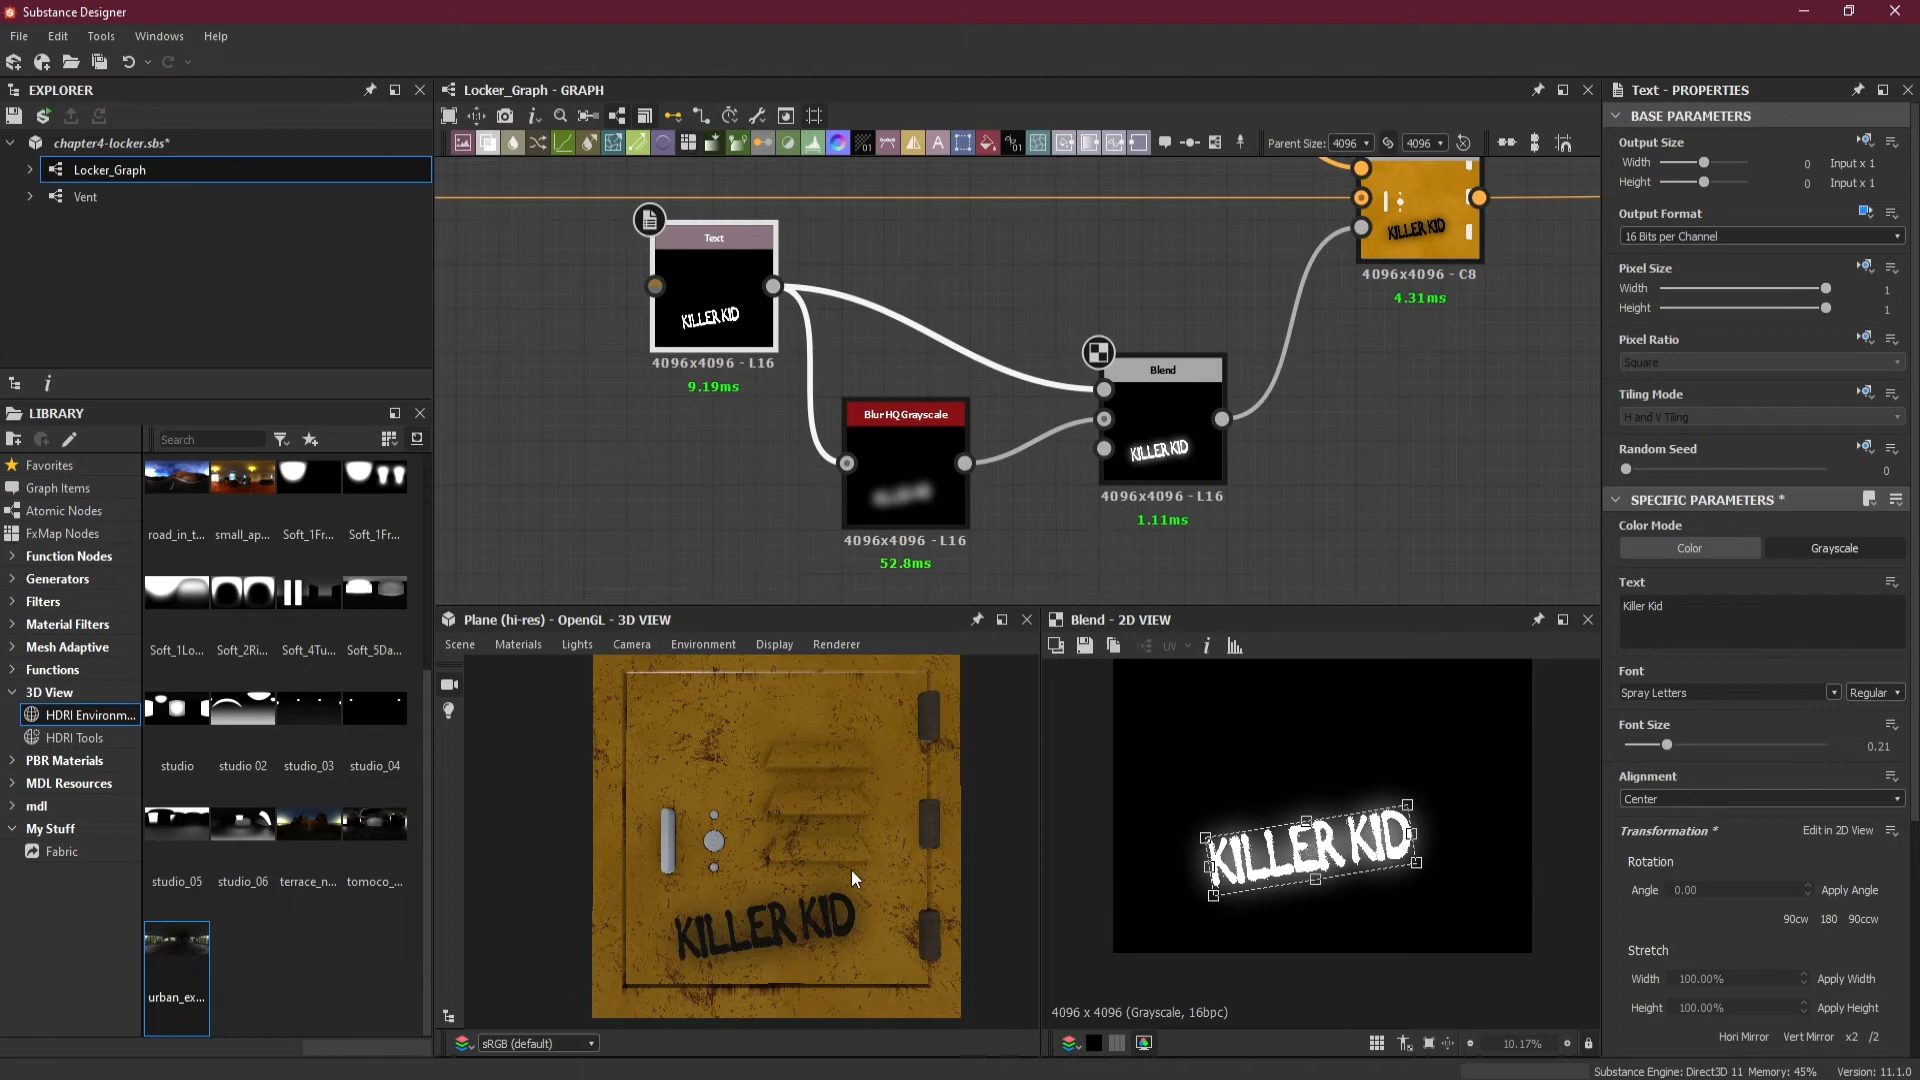 Substance Designer
File Edit Tools Windows Help
EXPLORER
chapter4-locker.sbs*
Locker_Graph
Vent
LIBRARY
Search
Favorites
Graph Items
Atomic Nodes
FxMap Nodes
Function Nodes
Generators
Filters
Material Filters
Mesh Adaptive
Functions
3D View
HDRI Environm...
HDRI Tools
PBR Materials
MDL Resources
mdl
My Stuff
Fabric
road_in_t... small_ap... Soft_1Fr... Soft_1Fr...
Soft_1Lo... Soft_2Ri... Soft_4Tu... Soft_5Da...
studio studio 02 studio_03 studio_04
studio_05 studio_06 terrace_n... tomoco_...
urban_ex...
Locker_Graph - GRAPH
Parent Size: 4096 4096
Text
KILLER KID
4096x4096 - L16
9.19ms
Blur HQ Grayscale
4096x4096 - L16
52.8ms
Blend
KILLER KID
4096x4096 - L16
1.11ms
KILLER KID
4096x4096 - C8
4.31ms
Plane (hi-res) - OpenGL - 3D VIEW
Scene Materials Lights Camera Environment Display Renderer
KILLER KID
sRGB (default)
Blend - 2D VIEW
UV
KILLER KID
4096 x 4096 (Grayscale, 16bpc)
10.17%
Text - PROPERTIES
BASE PARAMETERS
Output Size
Width 0 Input x 1
Height 0 Input x 1
Output Format
16 Bits per Channel
Pixel Size
Width 1
Height 1
Pixel Ratio
Square
Tiling Mode
H and V Tiling
Random Seed
0
SPECIFIC PARAMETERS *
Color Mode
Color Grayscale
Text
Killer Kid
Font
Spray Letters Regular
Font Size
0.21
Alignment
Center
Transformation * Edit in 2D View
Rotation
Angle 0.00 Apply Angle
90cw 180 90ccw
Stretch
Width 100.00% Apply Width
Height 100.00% Apply Height
Hori Mirror Vert Mirror x2 /2
Substance Engine: Direct3D 11 Memory: 45% Version: 11.1.0